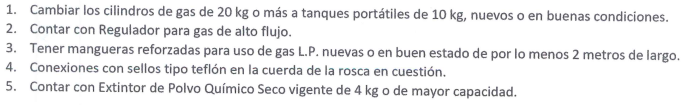 1. Cambiar los cilindros de gas de 20 kg o más a tanques portátiles de 10 kg, nuevos o en buenas condiciones.
2. Contar con Regulador para gas de alto flujo.
3. Tener mangueras reforzadas para uso de gas L.P. nuevas o en buen estado de por lo menos 2 metros de largo.
4. Conexiones con sellos tipo teflón en la cuerda de la rosca en cuestión.
5. Contar con Extintor de Polvo Químico Seco vigente de 4 kg o de mayor capacidad.